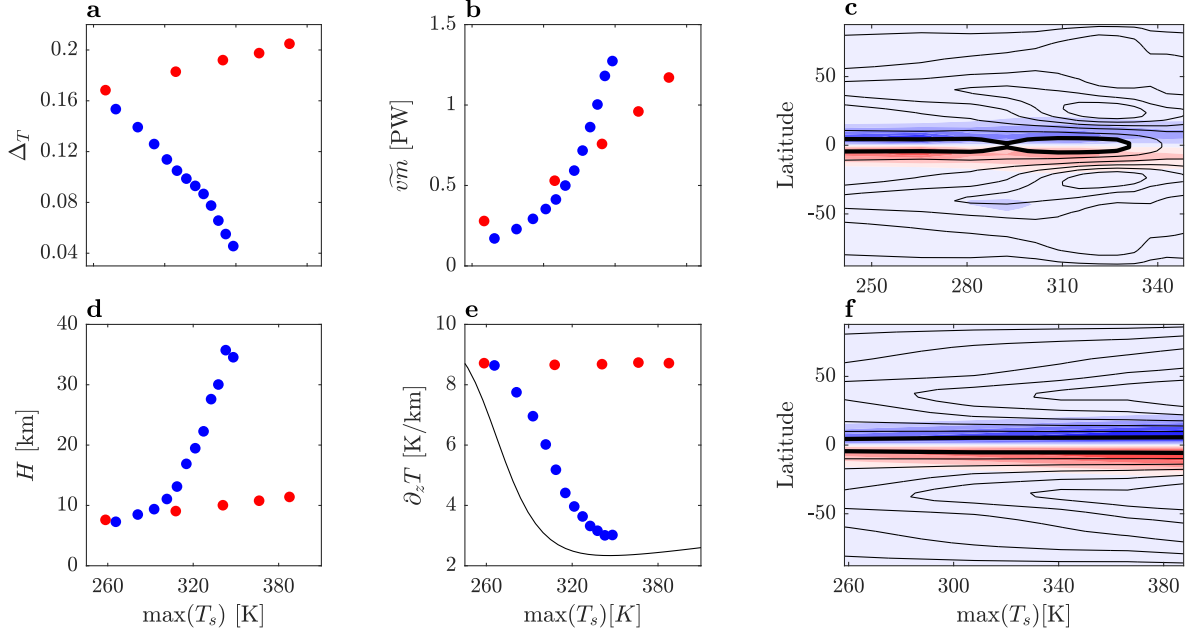 a
b
c
0.2
0.16
0.12
0.08
0.04
Δ_T
1.5
1
0.5
0
\widetilde{vm} [PW]
50
0
-50
Latitude
250 280 310 340
d
e
f
40
30
20
10
0
H [km]
260 320 380
max(T_s) [K]
10
8
6
4
2
∂_zT [K/km]
260 320 380
max(T_s)[K]
50
0
-50
Latitude
260 300 340 380
max(T_s)[K]